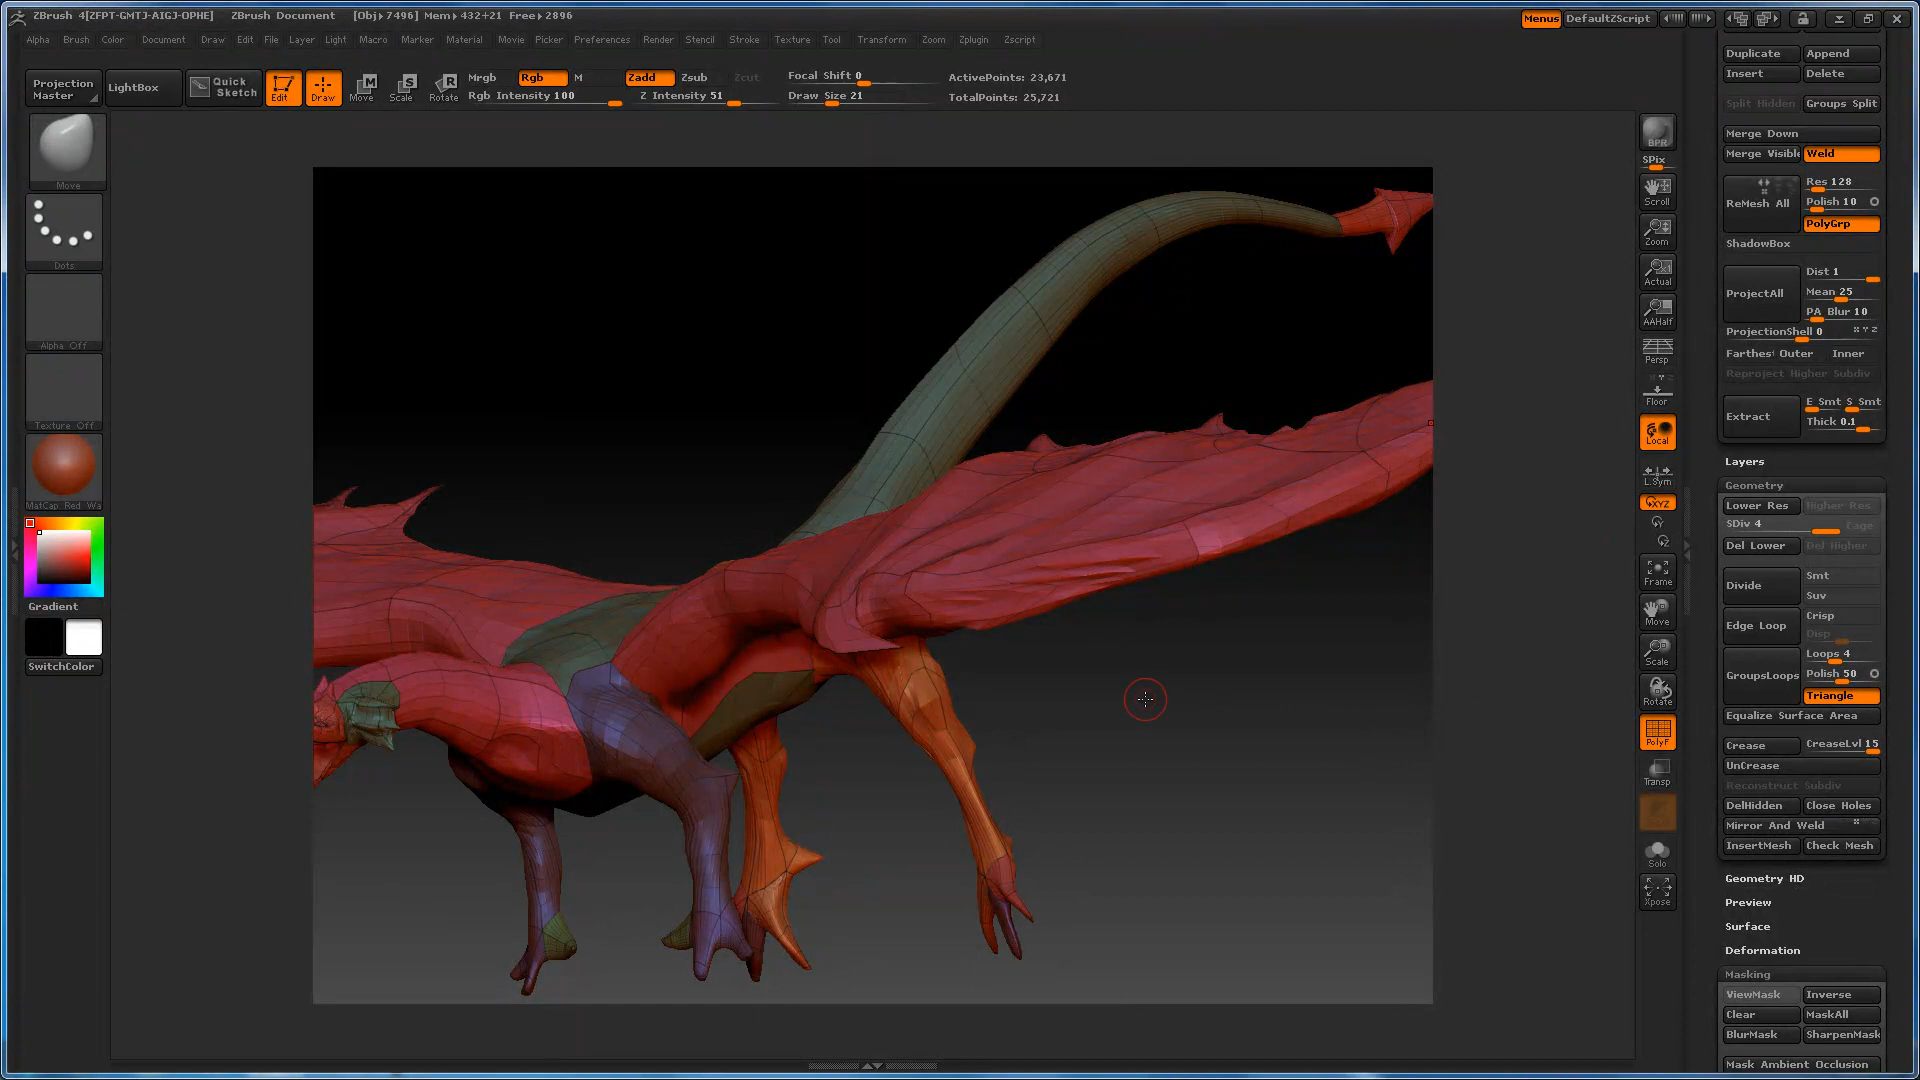 ZBrush 4[ZFPT-GMTJ-AIGJ-OPHE] ZBrush Document [Obj▸7496] Mem▸432+21 Free▸2896 Menus DefaultZScript
Alpha Brush Color Document Draw Edit File Layer Light Macro Marker Material Movie Picker Preferences Render Stencil Stroke Texture Tool Transform Zoom Zplugin Zscript
Projection Master
LightBox
Quick Sketch
Edit
Draw
Move
Scale
Rotate
Mrgb Rgb M Zadd Zsub Zcut
Rgb Intensity 100 Z Intensity 51
Focal Shift 0
Draw Size 21
ActivePoints: 23,671
TotalPoints: 25,721
Move
Dots
Alpha Off
Texture Off
MatCap Red Wa
Gradient
SwitchColor
BPR
SPix
Scroll
Zoom
Actual
AAHalf
Persp
Floor
Local
L.Sym
XYZ
Y
Z
Frame
Move
Scale
Rotate
PolyF
Transp
Solo
Xpose
Duplicate Append
Insert Delete
Split Hidden Groups Split
Merge Down
Merge Visibl Weld
ReMesh All
Res 128
Polish 10
PolyGrp
ShadowBox
ProjectAll
Dist 1
Mean 25
PA Blur 10
ProjectionShell 0 X Y Z
Farthest Outer Inner
Reproject Higher Subdiv
Extract
E Smt S Smt
Thick 0.1
Layers
Geometry
Lower Res Higher Res
SDiv 4 Cage
Del Lower Del Higher
Divide
Smt
Suv
Edge Loop
Crisp
Disp
GroupsLoops
Loops 4
Polish 50
Triangle
Equalize Surface Area
Crease CreaseLvl 15
UnCrease
Reconstruct Subdiv
DelHidden Close Holes
Mirror And Weld
InsertMesh Check Mesh
Geometry HD
Preview
Surface
Deformation
Masking
ViewMask Inverse
Clear MaskAll
BlurMask SharpenMask
Mask Ambient Occlusion